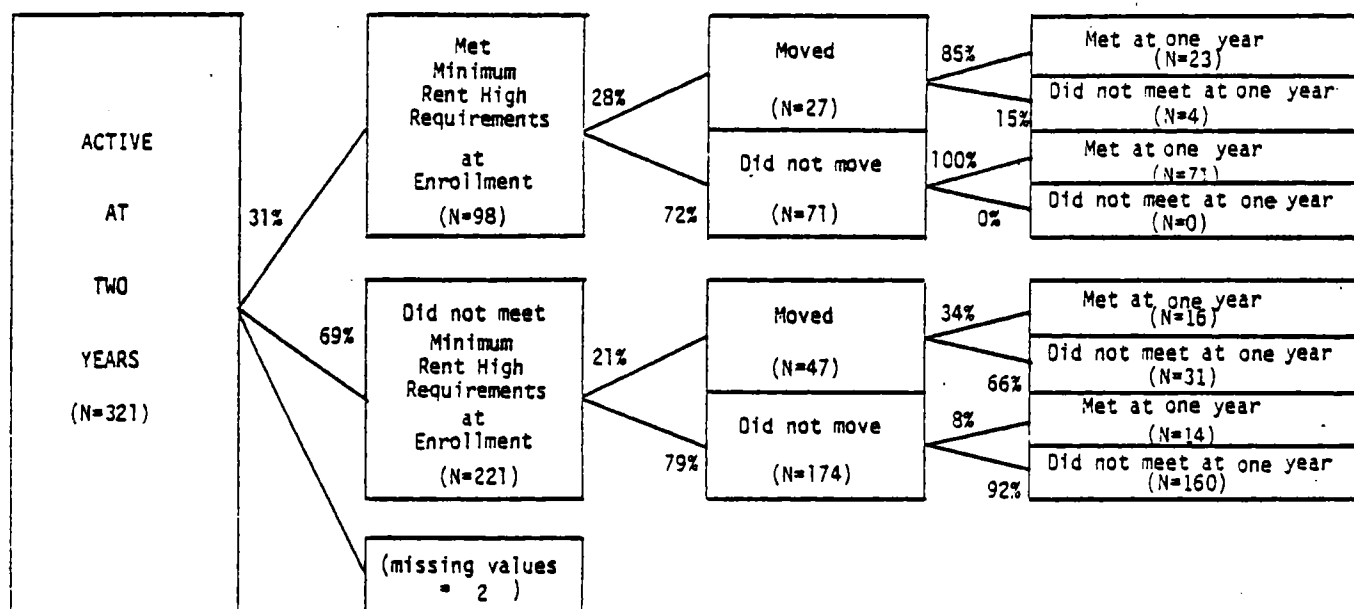 ACTIVE
AT
TWO
YEARS
(N=321)
31%
69%
Met
Minimum
Rent High
Requirements
at
Enrollment
(N=98)
28%
72%
Moved
(N=27)
Did not move
(N=71)
85%
15%
100%
0%
Met at one year
(N=23)
Did not meet at one year
(N=4)
Met at one year
(N=71)
Did not meet at one year
(N=0)
Did not meet
Minimum
Rent High
Requirements
at
Enrollment
(N=221)
21%
79%
Moved
(N=47)
Did not move
(N=174)
34%
66%
8%
92%
Met at one year
(N=16)
Did not meet at one year
(N=31)
Met at one year
(N=14)
Did not meet at one year
(N=160)
(missing values
= 2 )